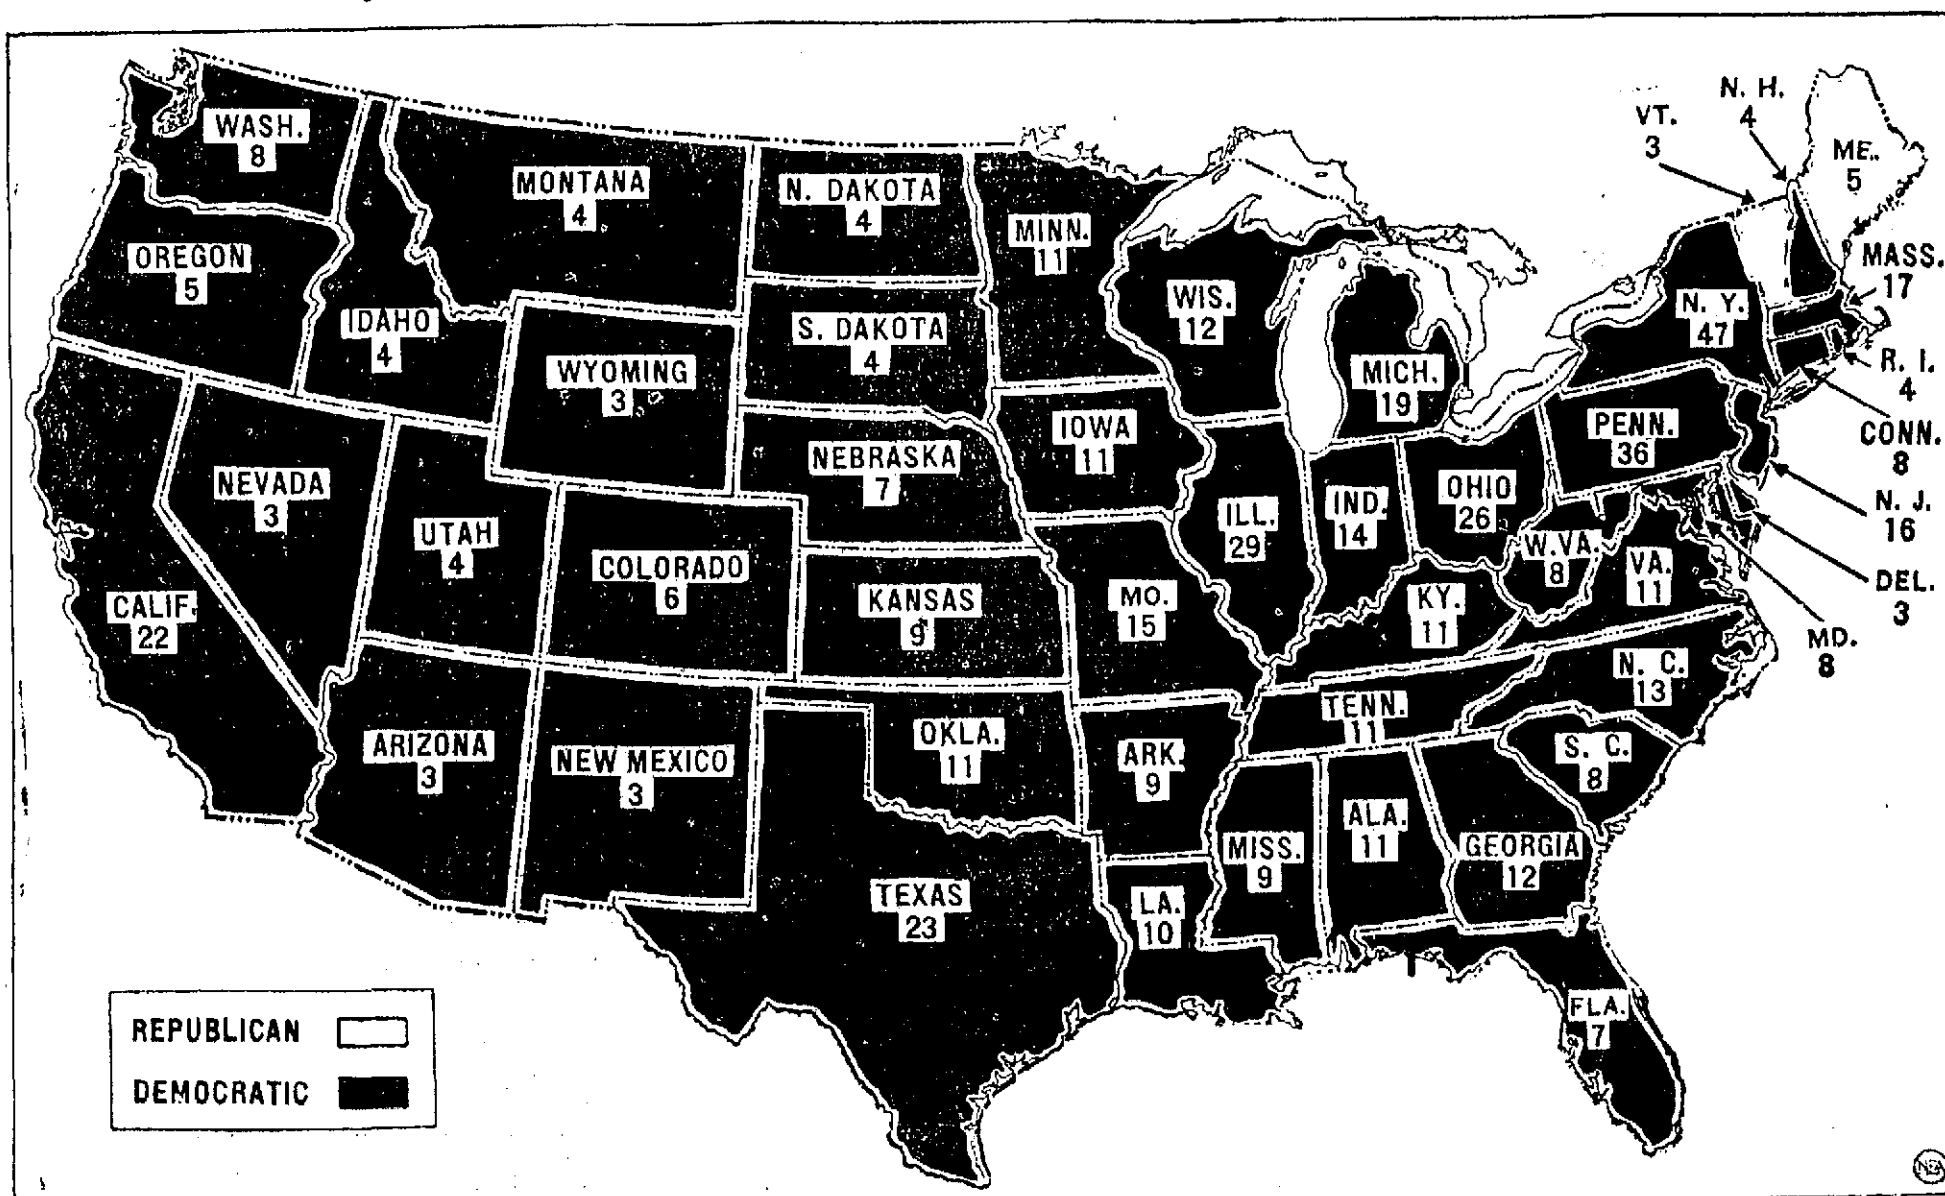 WASH.
8
OREGON
5
CALIF.
22
NEVADA
3
IDAHO
4
MONTANA
4
WYOMING
3
UTAH
4
COLORADO
6
ARIZONA
3
NEW MEXICO
3
N. DAKOTA
4
S. DAKOTA
4
NEBRASKA
7
KANSAS
9
OKLA.
11
TEXAS
23
MINN.
11
IOWA
11
MO.
15
ARK.
9
LA.
10
WIS.
12
ILL.
29
MICH.
19
IND.
14
OHIO
26
KY.
11
TENN.
11
MISS.
9
ALA.
11
GEORGIA
12
FLA.
7
S. C.
8
N. C.
13
VA.
11
W.VA.
8
PENN.
36
N. Y.
47
VT.
3
N. H.
4
ME.
5
MASS.
17
R. I.
4
CONN.
8
N. J.
16
DEL.
3
MD.
8
REPUBLICAN
DEMOCRATIC
NEA